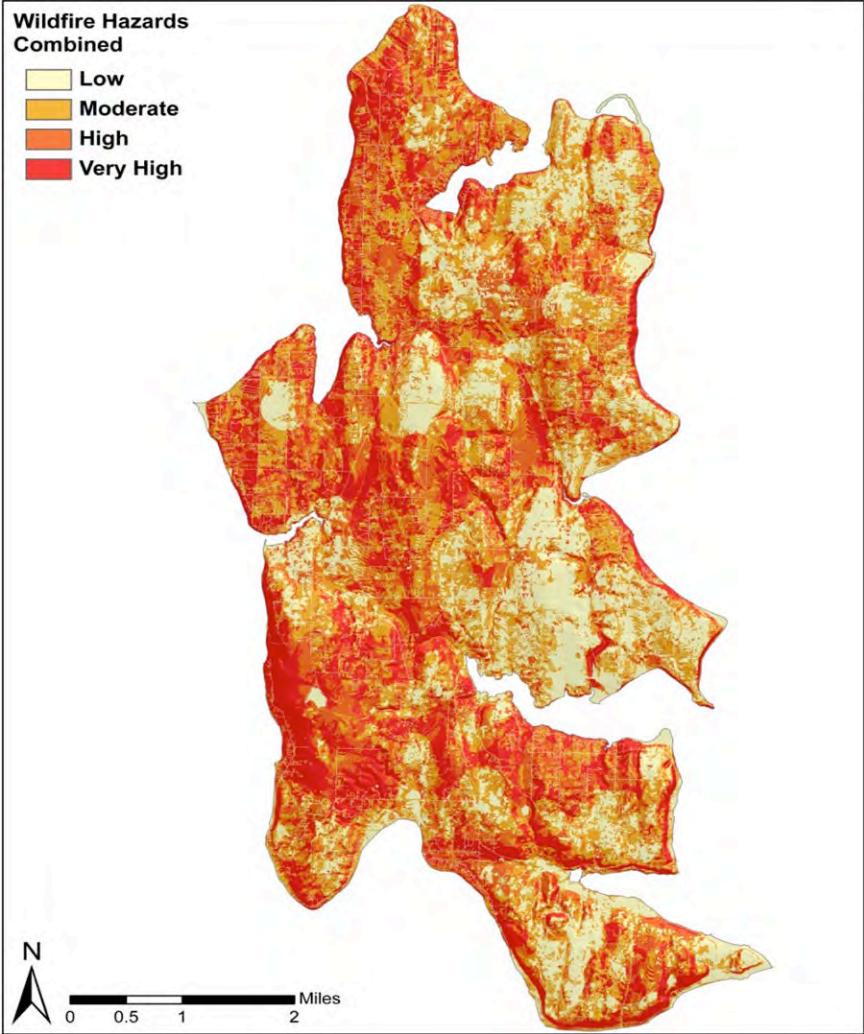 Wildfire Hazards
Combined
Low
Moderate
High
Very High
N
Miles
0 0.5 1 2